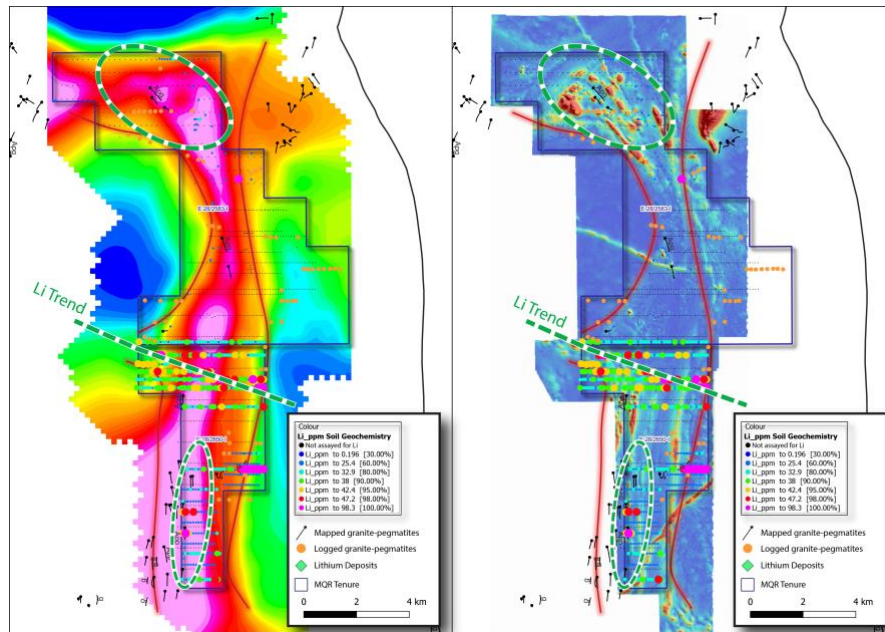 E 28/2583-I
Li Trend
Colour
Li_ppm Soil Geochemistry
Not assayed for Li
Li_ppm to 0.196 [30.00%]
Li_ppm to 25.4 [60.00%]
Li_ppm to 32.9 [80.00%]
Li_ppm to 38 [90.00%]
Li_ppm to 42.4 [95.00%]
Li_ppm to 47.2 [98.00%]
Li_ppm to 98.3 [100.00%]
Mapped granite-pegmatites
Logged granite-pegmatites
Lithium Deposits
MQR Tenure
0 2 4 km
E 28/2583-I
Li Trend
Colour
Li_ppm Soil Geochemistry
Not assayed for Li
Li_ppm to 0.196 [30.00%]
Li_ppm to 25.4 [60.00%]
Li_ppm to 32.9 [80.00%]
Li_ppm to 38 [90.00%]
Li_ppm to 42.4 [95.00%]
Li_ppm to 47.2 [98.00%]
Li_ppm to 98.3 [100.00%]
Mapped granite-pegmatites
Logged granite-pegmatites
Lithium Deposits
MQR Tenure
0 2 4 km